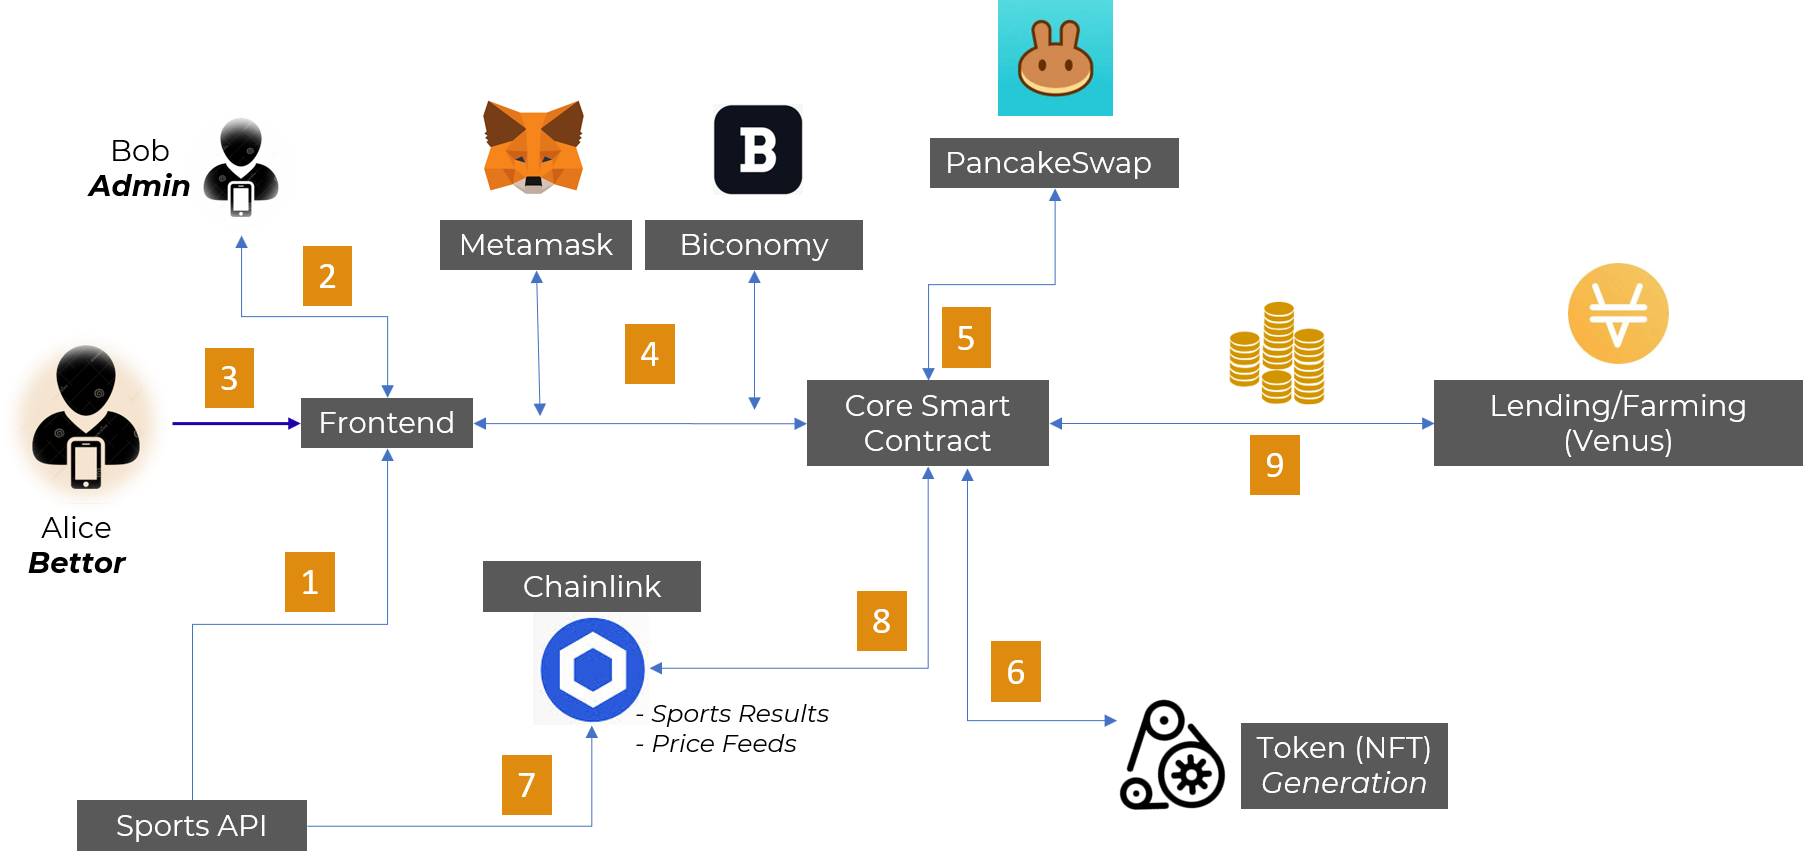 PancakeSwap
Bob
Admin
Metamask
Biconomy
B
2
3
4
5
Frontend
Core Smart
Contract
Lending/Farming
(Venus)
9
Alice
Bettor
1
Chainlink
8
6
- Sports Results
- Price Feeds
7
Token (NFT)
Generation
Sports API